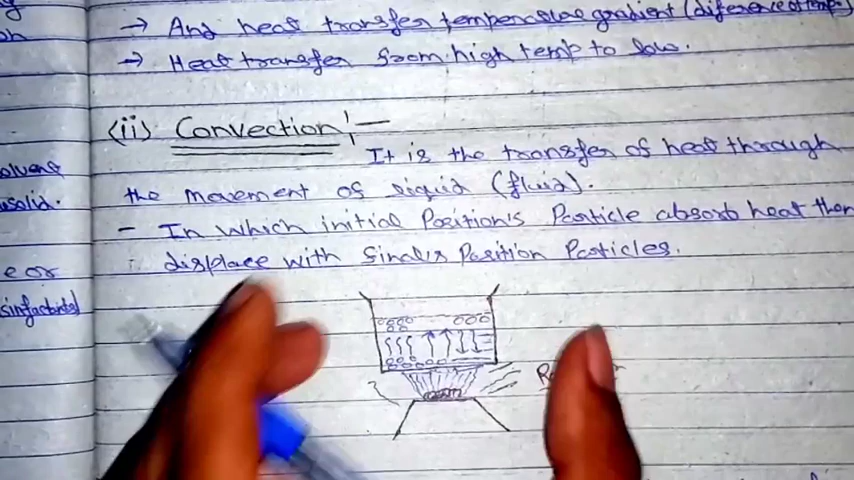 → And heat transfer temperature gradient (difference of temp)
→ Heat transfer from high temp to low.
(ii) Convection :—
It is the transfer of heat through
the movement of liquid (fluid).
– In which initial Position's Particle absorb heat then
displace with Position Particles.
solid.
e or